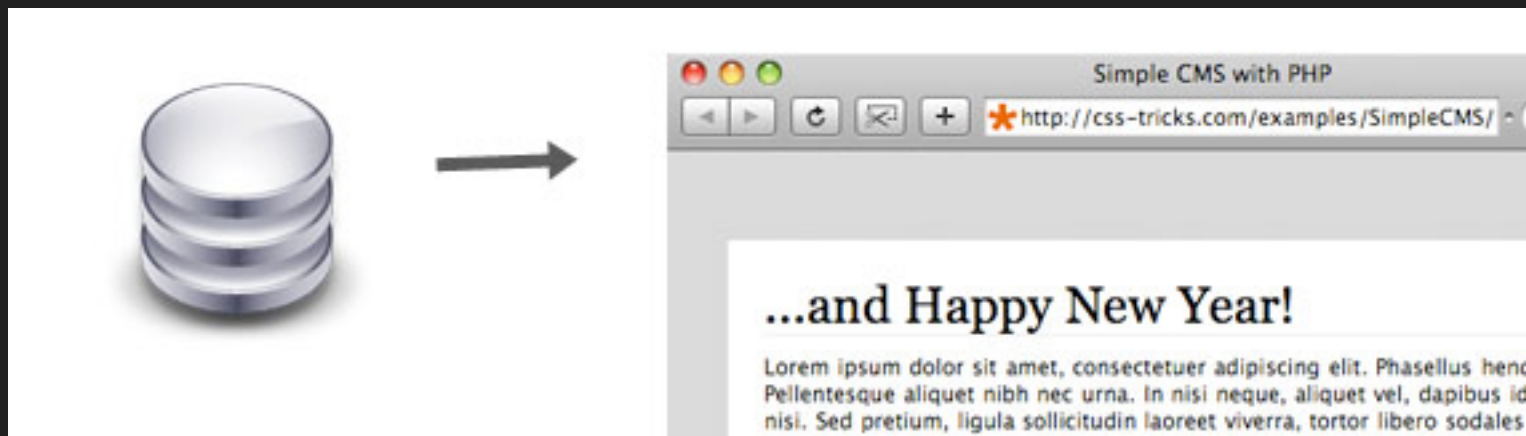 Simple CMS with PHP
http://css-tricks.com/examples/SimpleCMS/
...and Happy New Year!
Lorem ipsum dolor sit amet, consectetuer adipiscing elit. Phasellus
Pellentesque aliquet nibh nec urna. In nisi neque, aliquet vel, dapibus id
nisi. Sed pretium, ligula sollicitudin laoreet viverra, tortor libero sodales